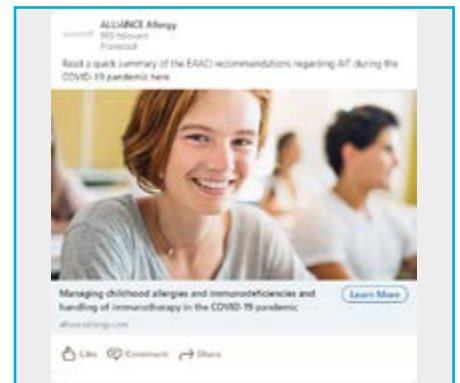 ALLIANCE Allergy
followers
Promoted
Read a quick summary of the EAACI recommendations regarding AIT during the
COVID-19 pandemic here.
Managing childhood allergies and immunodeficiencies and
handling of immunotherapy in the COVID-19 pandemic
Learn More
Like Comment Share